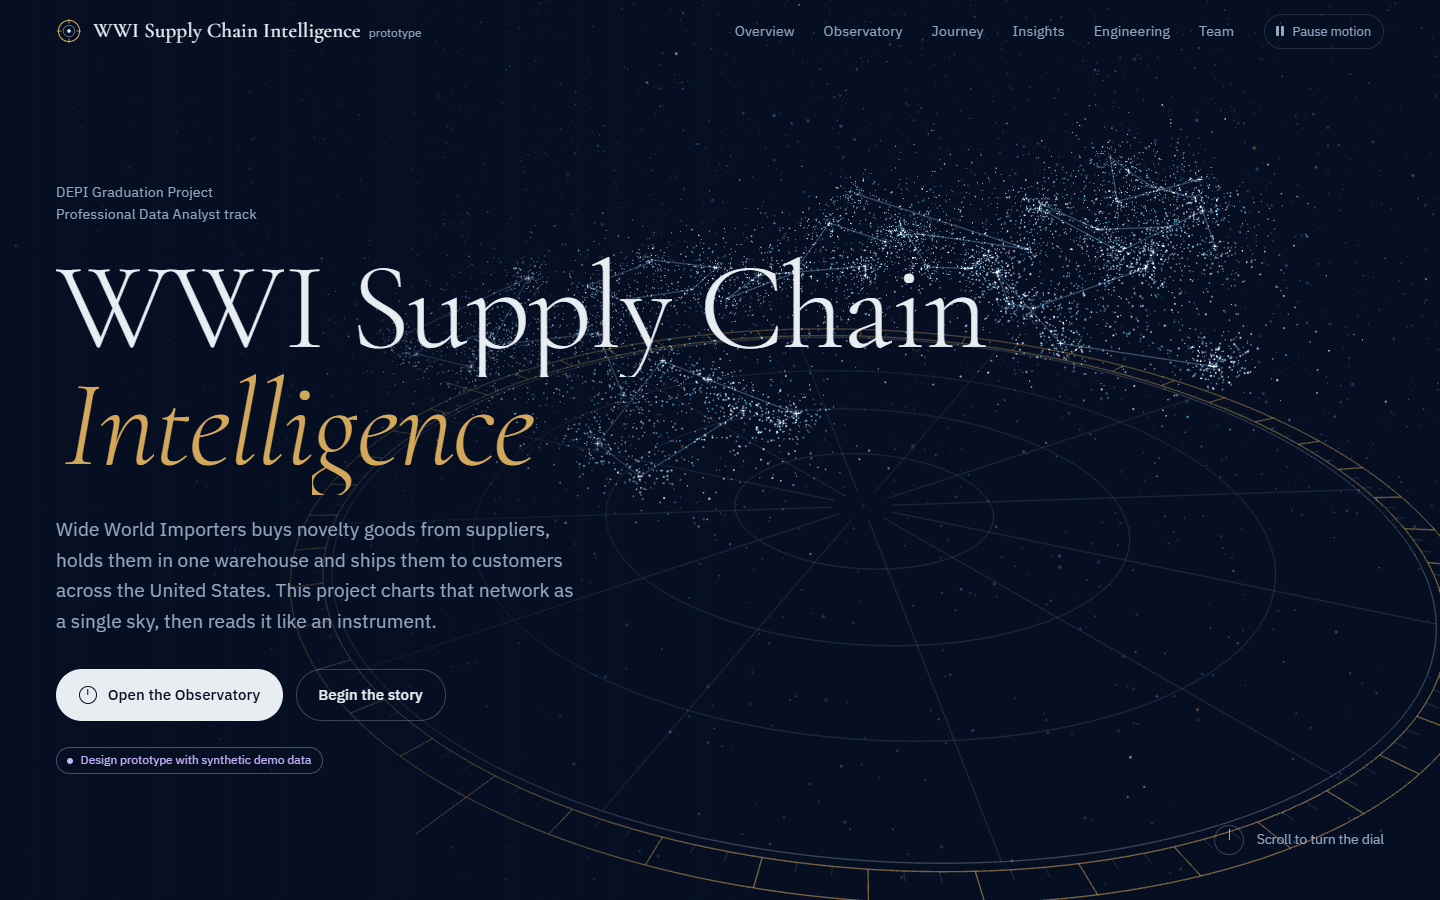 WWI Supply Chain Intelligence prototype
Overview Observatory Journey Insights Engineering Team Pause motion
DEPI Graduation Project
Professional Data Analyst track
WWI Supply Chain
Intelligence
Wide World Importers buys novelty goods from suppliers,
holds them in one warehouse and ships them to customers
across the United States. This project charts that network as
a single sky, then reads it like an instrument.
Open the Observatory Begin the story
Design prototype with synthetic demo data
Scroll to turn the dial